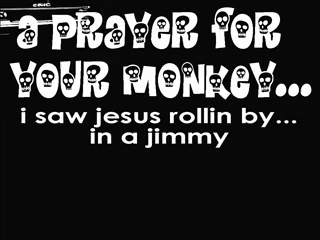 a PRAYER FOR
YOUR MONKEY...
i saw jesus rollin by...
in a jimmy